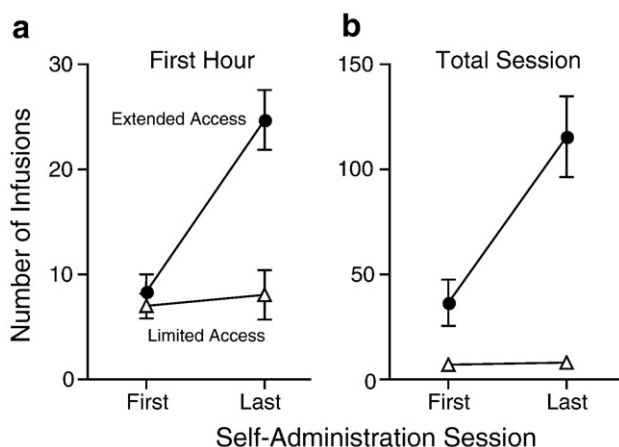 a
First Hour
b
Total Session
Number of Infusions
30
20
10
0
Extended Access
Limited Access
First
Last
150
100
50
0
First
Last
Self-Administration Session